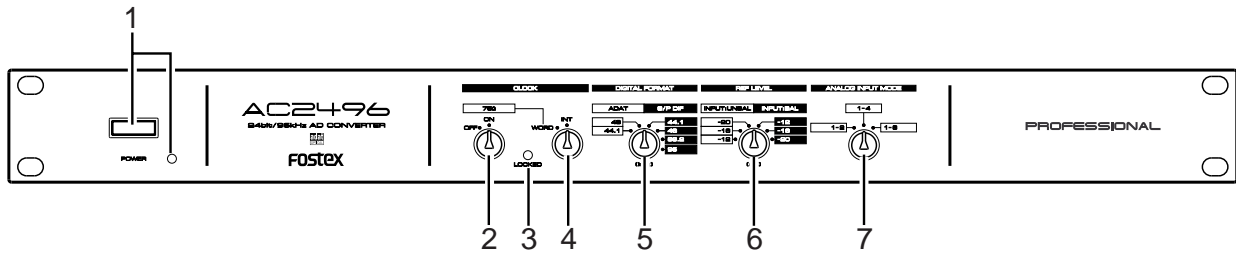 1
CLOCK DIGITAL FORMAT REF LEVEL ANALOG INPUT MODE
AC2496
24bit/96kHz AD CONVERTER
FOSTEX
POWER
75Ω
OFF ON
LOCKED
WORD INT
ADAT S/P DIF
48 44.1
44.1 48
88.2
96
INPUT:UNBAL INPUT:BAL
-20 -12
-16 -16
-12 -20
1-4
1-2 1-8
PROFESSIONAL
2 3 4 5 6 7